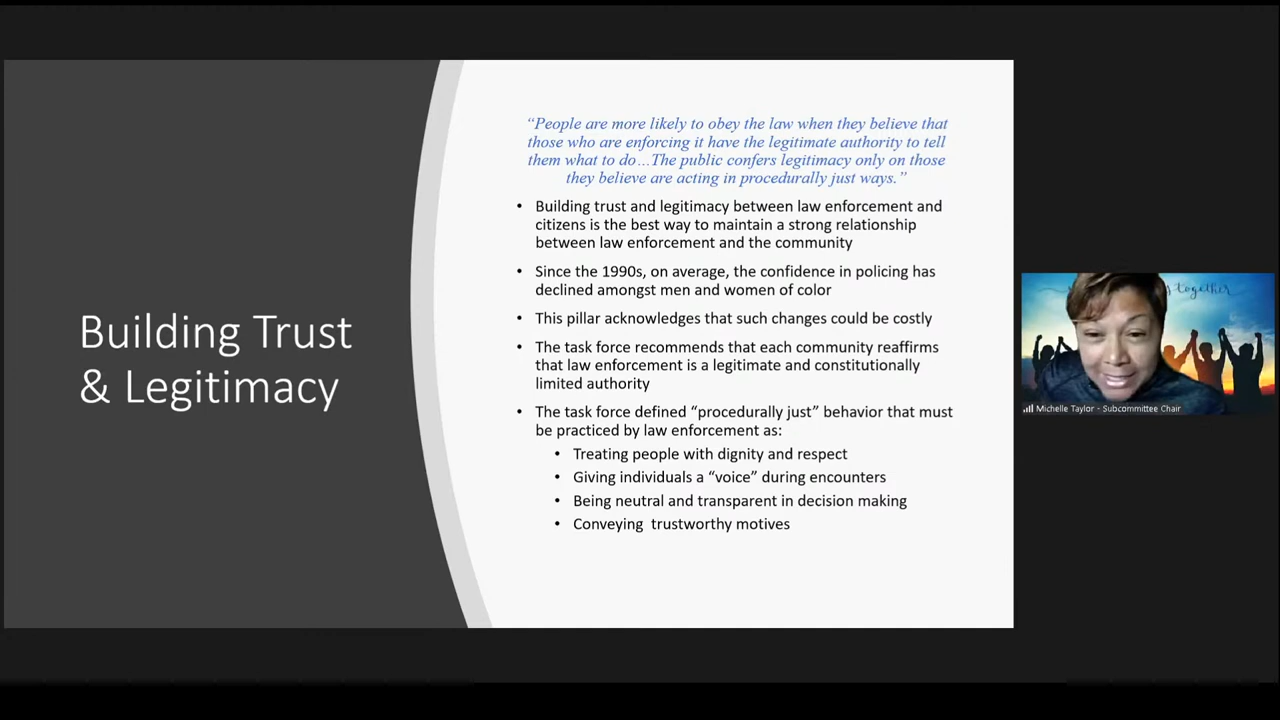 Building Trust
& Legitimacy
“People are more likely to obey the law when they believe that
those who are enforcing it have the legitimate authority to tell
them what to do…The public confers legitimacy only on those
they believe are acting in procedurally just ways.”
• Building trust and legitimacy between law enforcement and
citizens is the best way to maintain a strong relationship
between law enforcement and the community
• Since the 1990s, on average, the confidence in policing has
declined amongst men and women of color
• This pillar acknowledges that such changes could be costly
• The task force recommends that each community reaffirms
that law enforcement is a legitimate and constitutionally
limited authority
• The task force defined “procedurally just” behavior that must
be practiced by law enforcement as:
• Treating people with dignity and respect
• Giving individuals a “voice” during encounters
• Being neutral and transparent in decision making
• Conveying  trustworthy motives
together
Michelle Taylor - Subcommittee Chair